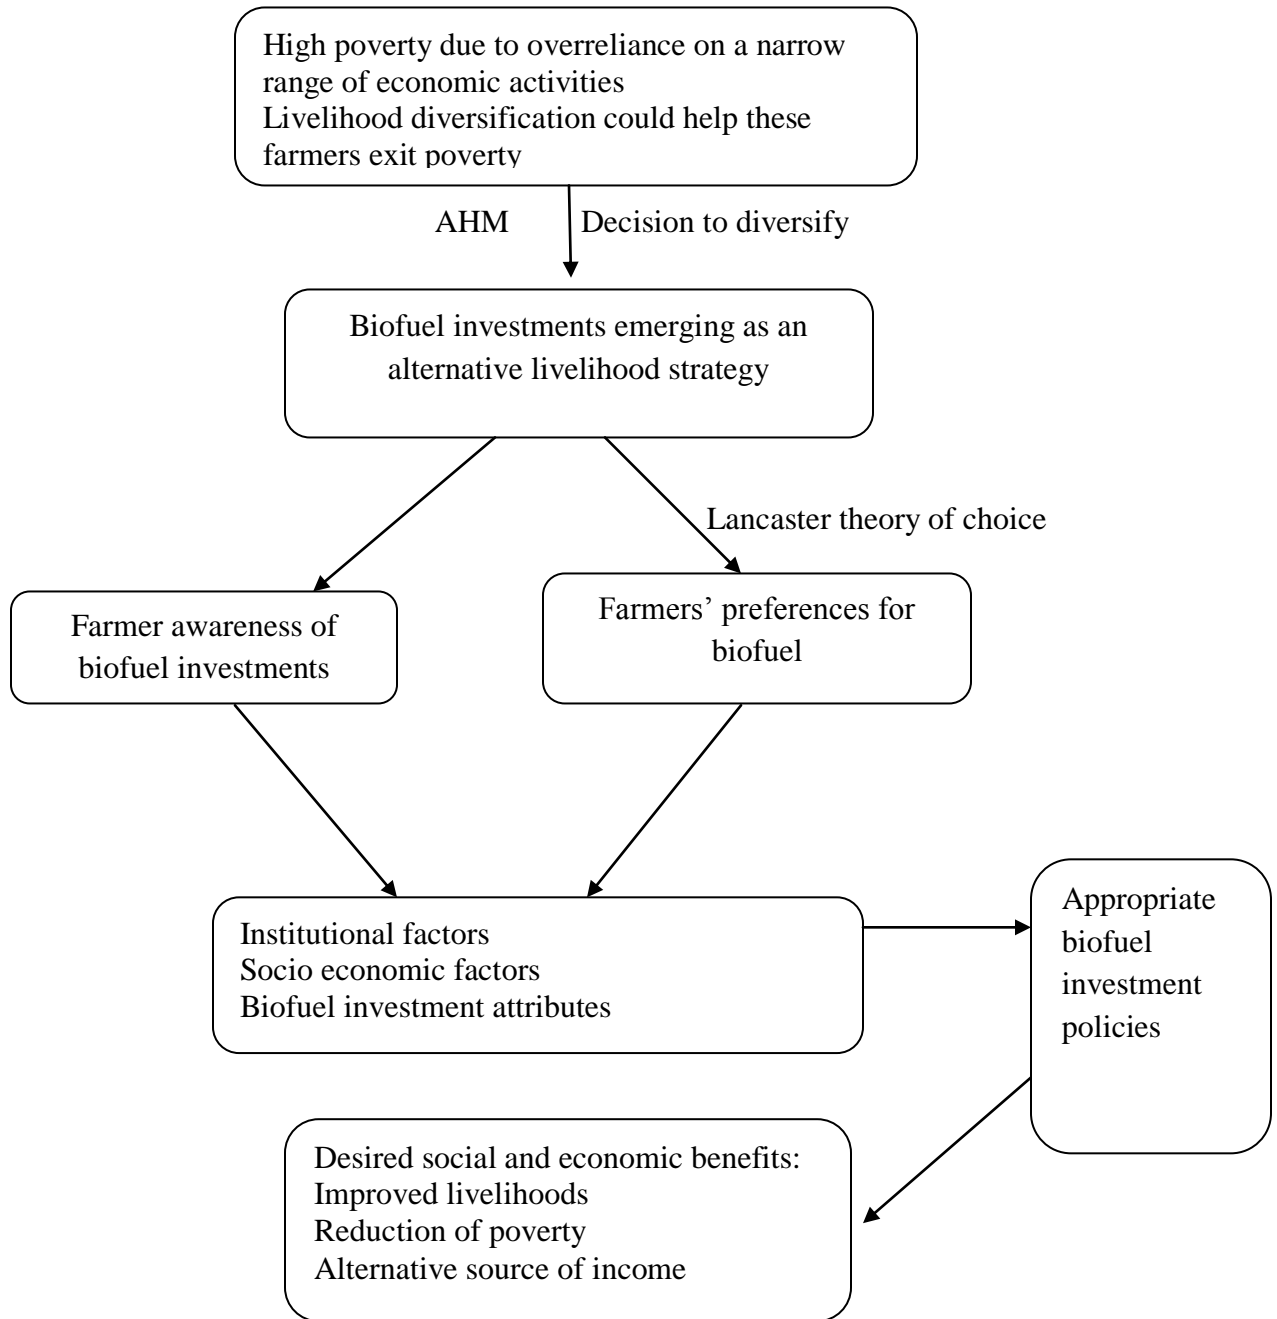 High poverty due to overreliance on a narrow
range of economic activities
Livelihood diversification could help these
farmers exit poverty
AHM
Decision to diversify
Biofuel investments emerging as an
alternative livelihood strategy
Lancaster theory of choice
Farmer awareness of
biofuel investments
Farmers’ preferences for
biofuel
Institutional factors
Socio economic factors
Biofuel investment attributes
Appropriate
biofuel
investment
policies
Desired social and economic benefits:
Improved livelihoods
Reduction of poverty
Alternative source of income